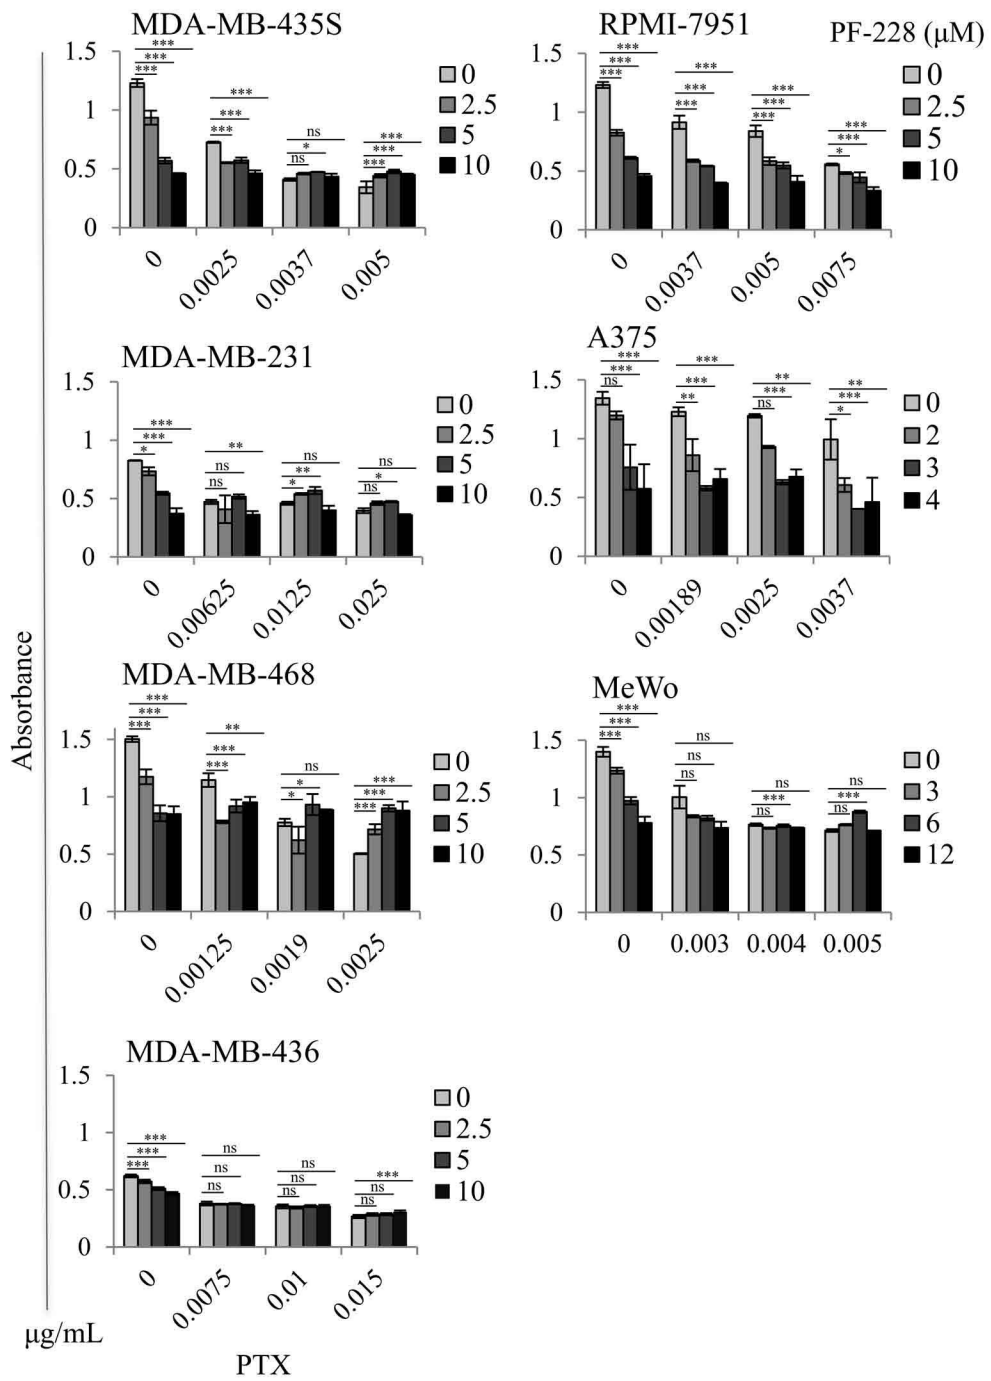 MDA-MB-435S
1.5
1
0.5
0
*** *** ***
*** *** ***
ns * ns
*** *** ***
0 0.0025 0.0037 0.005
0
2.5
5
10
RPMI-7951
PF-228 (μM)
1.5
1
0.5
0
*** *** ***
*** *** ***
*** *** ***
*** *** *
0 0.0037 0.005 0.0075
0
2.5
5
10
MDA-MB-231
1.5
1
0.5
0
*** *** *
** ns ns
ns ** *
ns * ns
0 0.00625 0.0125 0.025
0
2.5
5
10
A375
1.5
1
0.5
0
*** *** ns
*** *** **
** *** ns
** *** *
0 0.00189 0.0025 0.0037
0
2
3
4
MDA-MB-468
1.5
1
0.5
0
*** *** ***
** *** ***
ns * *
*** *** ***
0 0.00125 0.0019 0.0025
0
2.5
5
10
MeWo
1.5
1
0.5
0
*** *** ***
ns ns ns
ns *** ns
ns *** ns
0 0.003 0.004 0.005
0
3
6
12
MDA-MB-436
1.5
1
0.5
0
*** *** ***
ns ns ns
ns ns ns
*** ns ns
0 0.0075 0.01 0.015
0
2.5
5
10
Absorbance
μg/mL
PTX